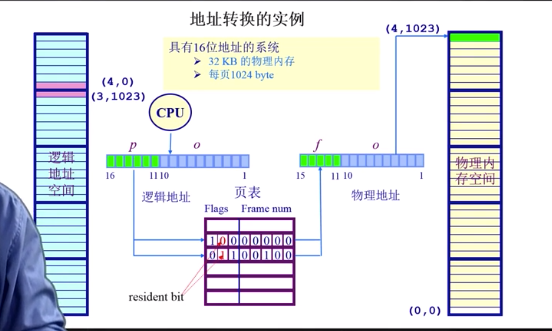 地址转换的实例
(4,1023)
具有16位地址的系统
➢ 32 KB 的物理内存
➢ 每页1024 byte
(4,0)
(3,1023)
CPU
p o
f o
16 11 10 1
15 11 10 1
逻辑地址空间
逻辑地址
页表
物理地址
物理内存空间
Flags Frame num
1 0 0 0 0 0 0 0
0 1 1 0 0 1 0 0
resident bit
(0,0)